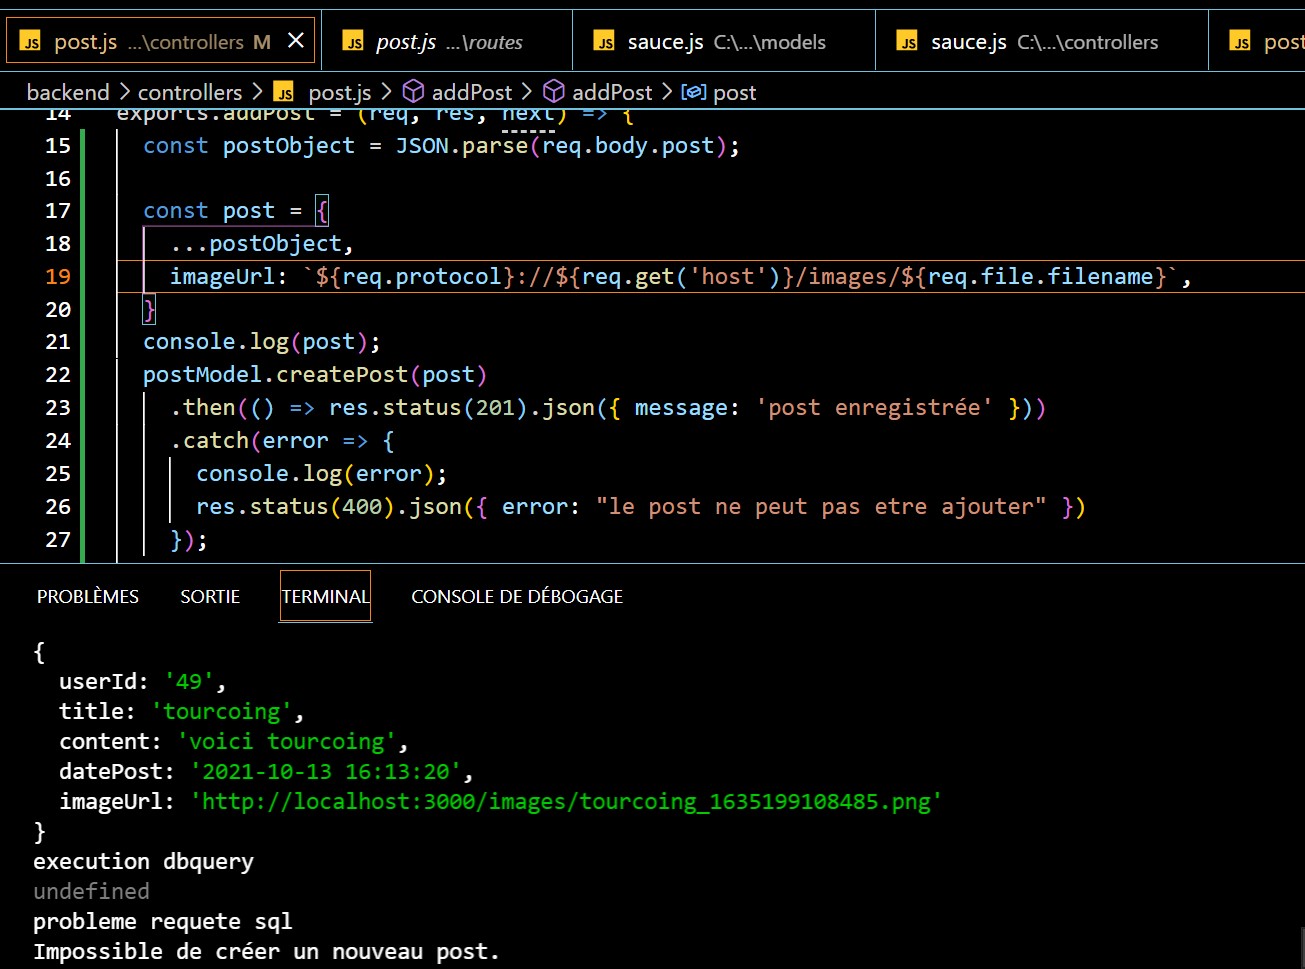 JS post.js ...\controllers M × JS post.js ...\routes JS sauce.js C:\...\models JS sauce.js C:\...\controllers JS post
backend > controllers > JS post.js > addPost > addPost > post
14 exports.addPost = (req, res, next) => {
15 const postObject = JSON.parse(req.body.post);
16
17 const post = {
18 ...postObject,
19 imageUrl: `${req.protocol}://${req.get('host')}/images/${req.file.filename}`,
20 }
21 console.log(post);
22 postModel.createPost(post)
23 .then(() => res.status(201).json({ message: 'post enregistrée' }))
24 .catch(error => {
25 console.log(error);
26 res.status(400).json({ error: "le post ne peut pas etre ajouter" })
27 });
PROBLÈMES SORTIE TERMINAL CONSOLE DE DÉBOGAGE
{
userId: '49',
title: 'tourcoing',
content: 'voici tourcoing',
datePost: '2021-10-13 16:13:20',
imageUrl: 'http://localhost:3000/images/tourcoing_1635199108485.png'
}
execution dbquery
undefined
probleme requete sql
Impossible de créer un nouveau post.